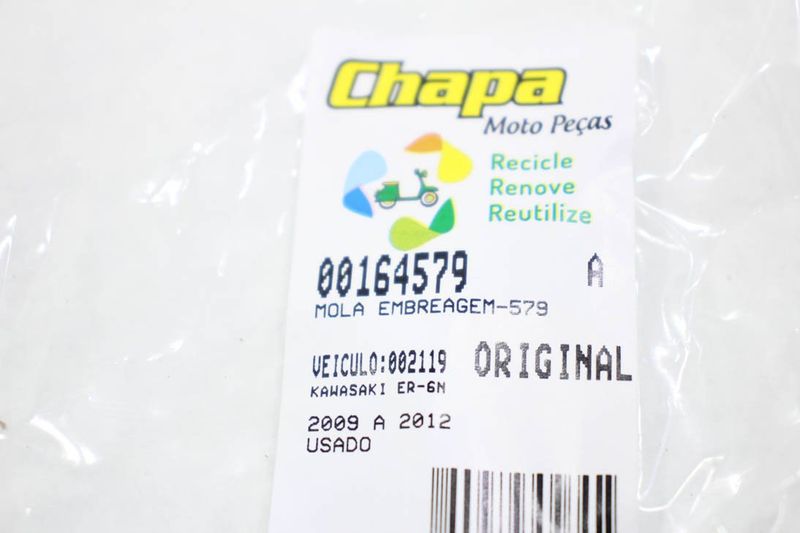 Chapa
Moto Peças
Recicle
Renove
Reutilize
00164579 A
MOLA EMBREAGEM-579
VEICULO:002119 ORIGINAL
KAWASAKI ER-6N
2009 A 2012
USADO